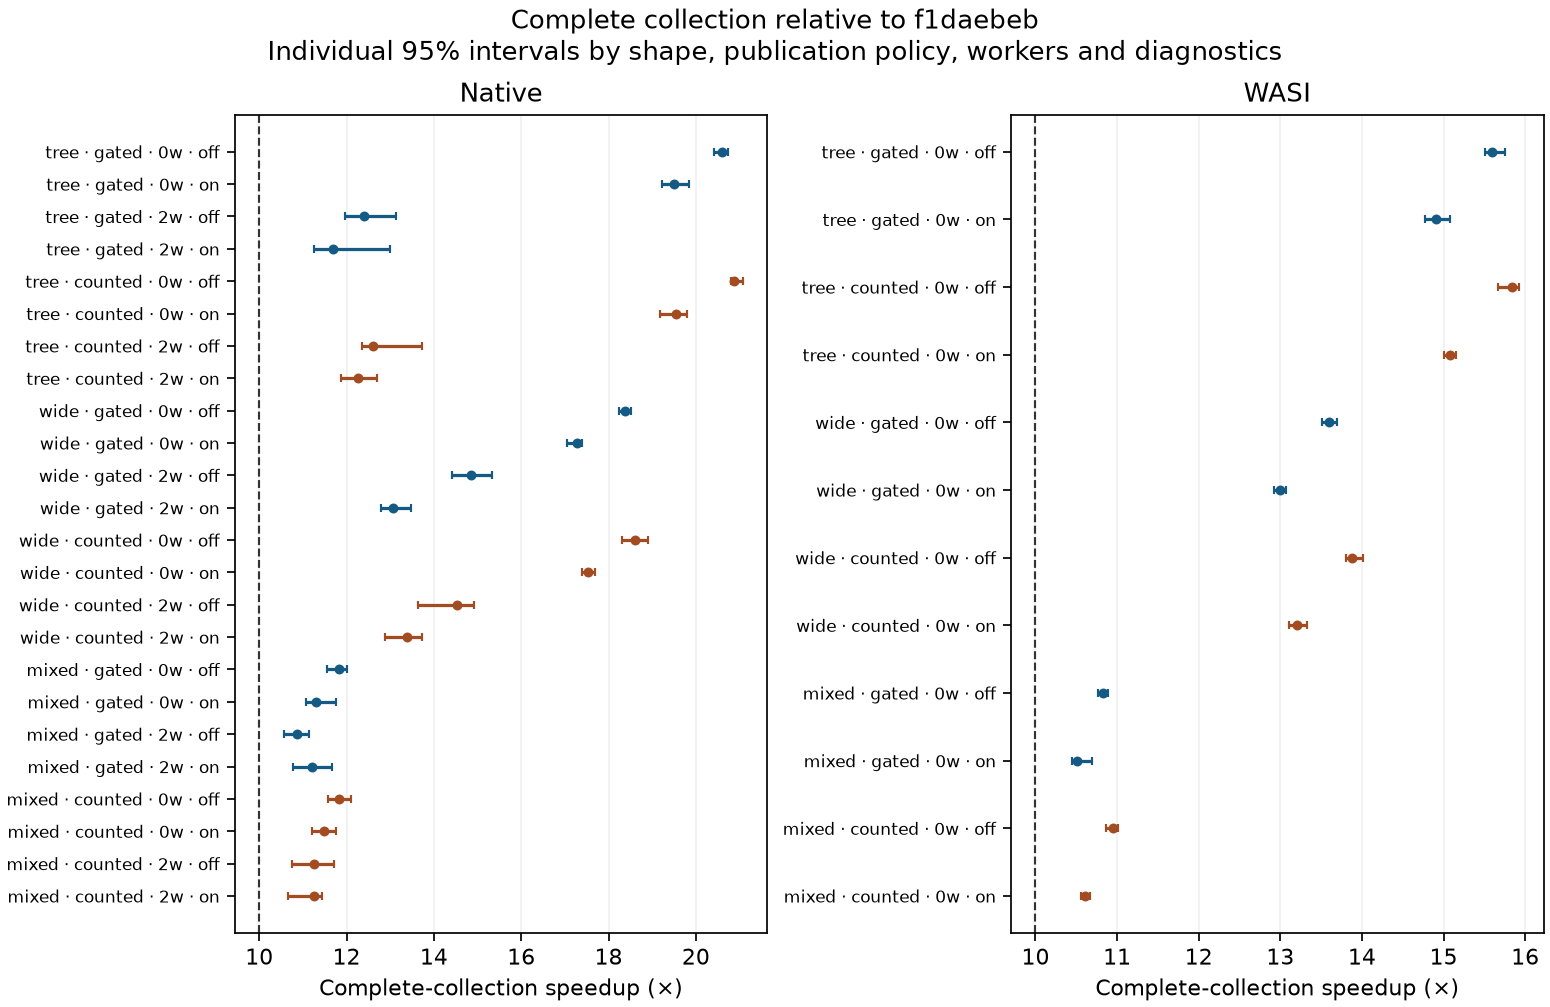 Complete collection relative to f1daebeb
Individual 95% intervals by shape, publication policy, workers and diagnostics
Native
tree · gated · 0w · off
tree · gated · 0w · on
tree · gated · 2w · off
tree · gated · 2w · on
tree · counted · 0w · off
tree · counted · 0w · on
tree · counted · 2w · off
tree · counted · 2w · on
wide · gated · 0w · off
wide · gated · 0w · on
wide · gated · 2w · off
wide · gated · 2w · on
wide · counted · 0w · off
wide · counted · 0w · on
wide · counted · 2w · off
wide · counted · 2w · on
mixed · gated · 0w · off
mixed · gated · 0w · on
mixed · gated · 2w · off
mixed · gated · 2w · on
mixed · counted · 0w · off
mixed · counted · 0w · on
mixed · counted · 2w · off
mixed · counted · 2w · on
10 12 14 16 18 20
Complete-collection speedup (×)
WASI
tree · gated · 0w · off
tree · gated · 0w · on
tree · counted · 0w · off
tree · counted · 0w · on
wide · gated · 0w · off
wide · gated · 0w · on
wide · counted · 0w · off
wide · counted · 0w · on
mixed · gated · 0w · off
mixed · gated · 0w · on
mixed · counted · 0w · off
mixed · counted · 0w · on
10 11 12 13 14 15 16
Complete-collection speedup (×)